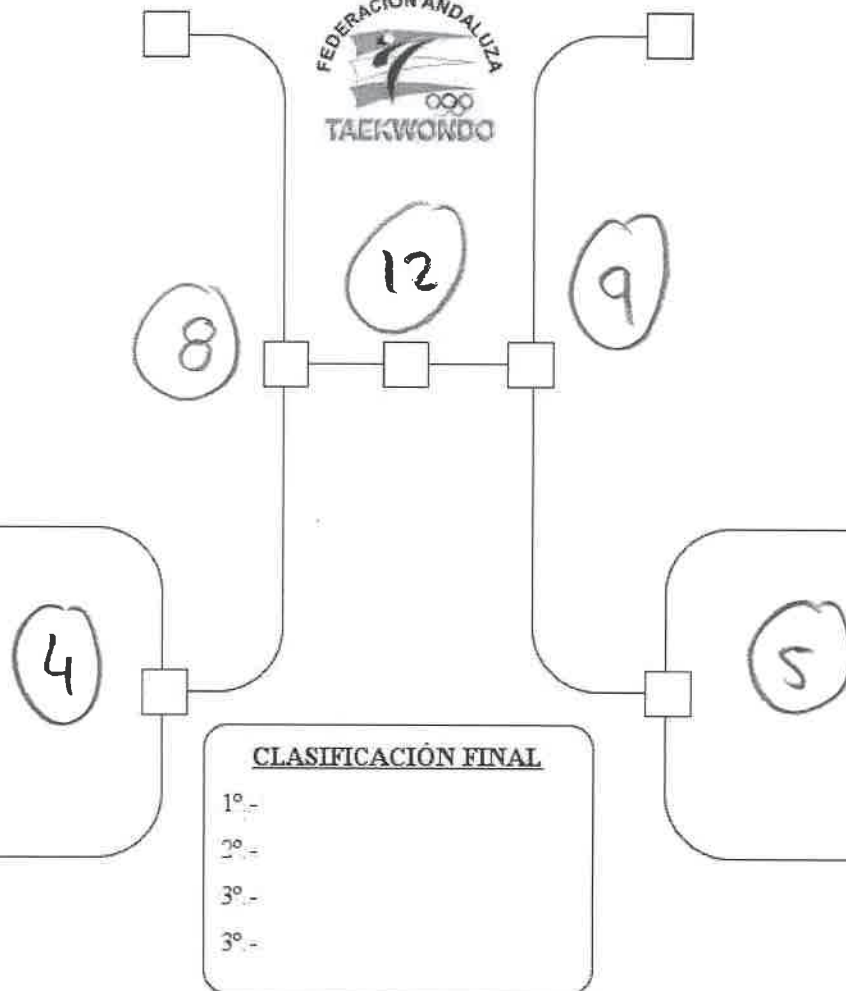 FEDERACIÓN ANDALUZA
TAEKWONDO
12
8
9
4
5
CLASIFICACIÓN FINAL
1º.-
2º.-
3º.-
3º.-